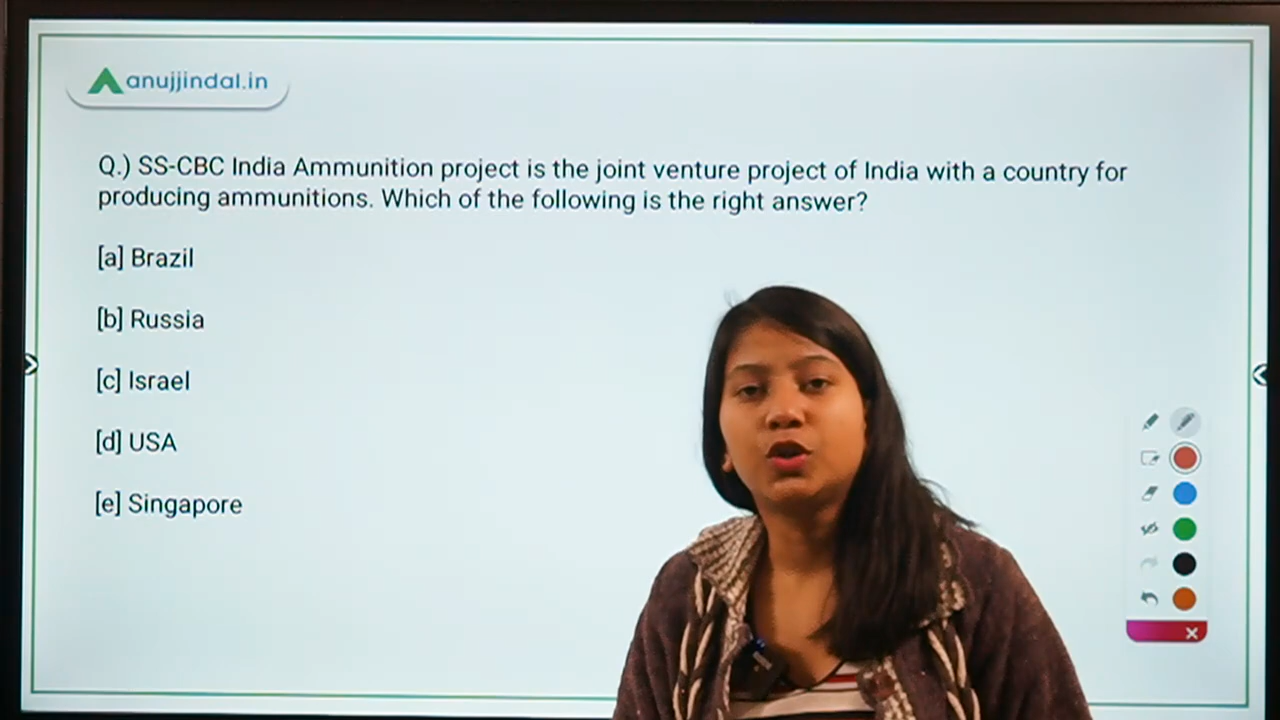 anujjindal.in
Q.) SS-CBC India Ammunition project is the joint venture project of India with a country for
producing ammunitions. Which of the following is the right answer?
[a] Brazil
[b] Russia
[c] Israel
[d] USA
[e] Singapore